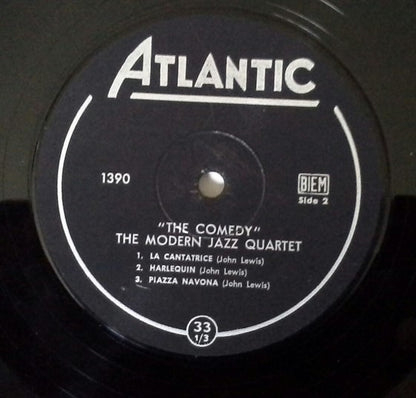 ATLANTIC
1390
BIEM
Side 2
"THE COMEDY"
THE MODERN JAZZ QUARTET
1. LA CANTATRICE (John Lewis)
2. HARLEQUIN (John Lewis)
3. PIAZZA NAVONA (John Lewis)
33
1/3